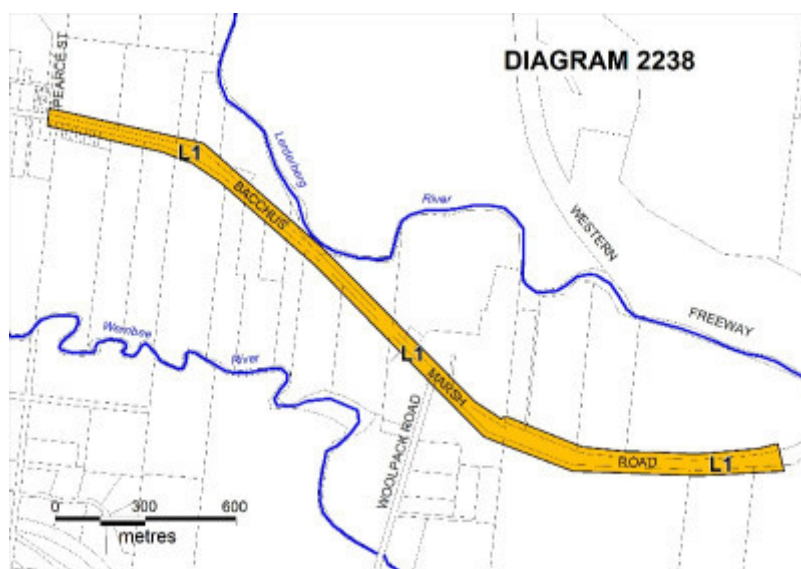 DIAGRAM 2238
PEARCE ST
L1
Lerderberg
River
BACCHUS
WESTERN
FREEWAY
Werribee
River
L1
MARSH
WOOLPACK ROAD
ROAD
L1
0 300 600
metres